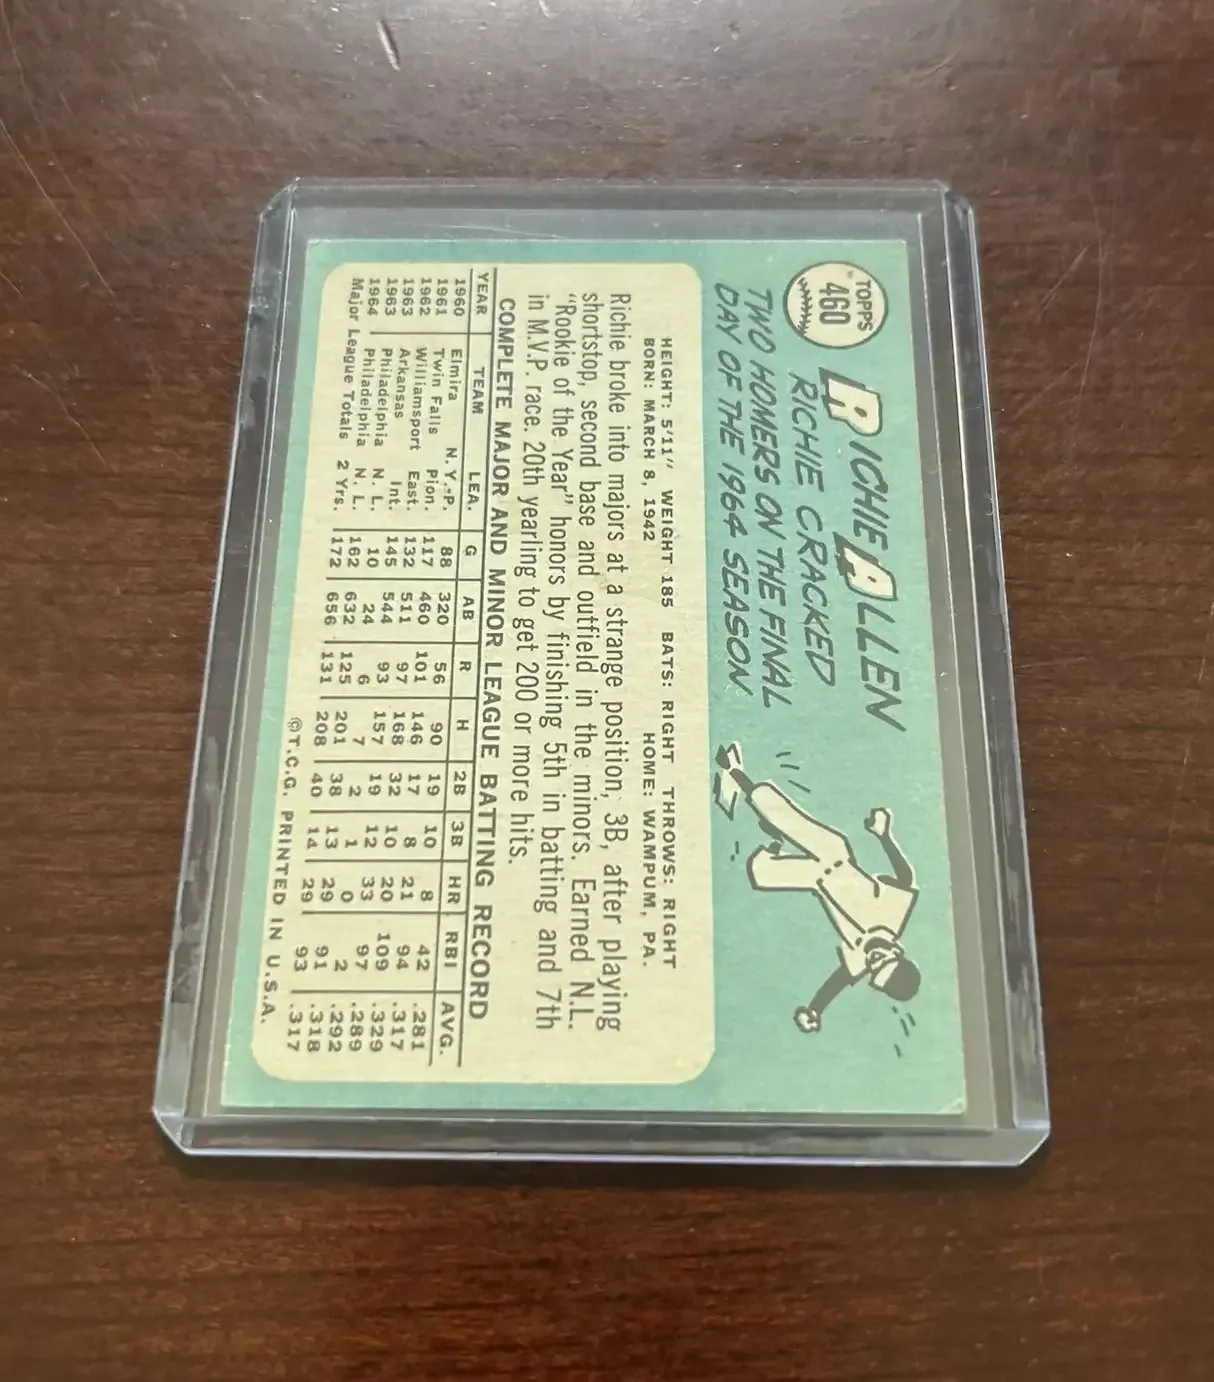 TOPPS
460
RICHIE ALLEN
RICHIE CRACKED
TWO HOMERS ON THE FINAL
DAY OF THE 1964 SEASON
HEIGHT: 5'11" WEIGHT 185 BATS: RIGHT THROWS: RIGHT
BORN: MARCH 8, 1942 HOME: WAMPUM, PA.
Richie broke into majors at a strange position, 3B, after playing
shortstop, second base and outfield in the minors. Earned N.L.
"Rookie of the Year" honors by finishing 5th in batting and 7th
in M.V.P. race. 20th yearling to get 200 or more hits.
COMPLETE MAJOR AND MINOR LEAGUE BATTING RECORD
YEAR TEAM LEA. G AB R H 2B 3B HR RBI AVG.
1960 Elmira N.Y.-P. 88 320 56 90 19 10 8 42 .281
1961 Twin Falls Pion. 117 460 101 146 17 8 21 94 .317
1962 Williamsport East. 132 511 97 168 32 10 20 109 .329
1963 Arkansas Int. 145 544 93 157 19 12 33 97 .289
1963 Philadelphia N. L. 10 24 6 7 2 1 0 2 .292
1964 Philadelphia N. L. 162 632 125 201 38 13 29 91 .318
Major League Totals 2 Yrs. 172 656 131 208 40 14 29 93 .317
©T.C.G. PRINTED IN U.S.A.